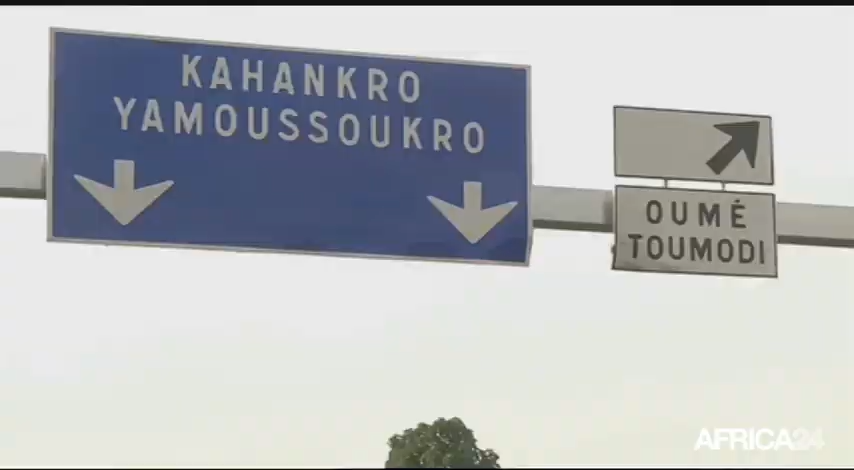 KAHANKRO
YAMOUSSOUKRO
OUMÉ
TOUMODI
AFRICA24